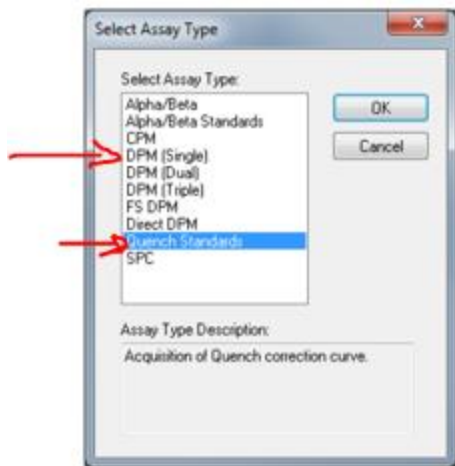 Select Assay Type
Select Assay Type:
Alpha/Beta
Alpha/Beta Standards
CPM
DPM (Single)
DPM (Dual)
DPM (Triple)
FS DPM
Direct DPM
Quench Standards
SPC
OK
Cancel
Assay Type Description:
Acquisition of Quench correction curve.